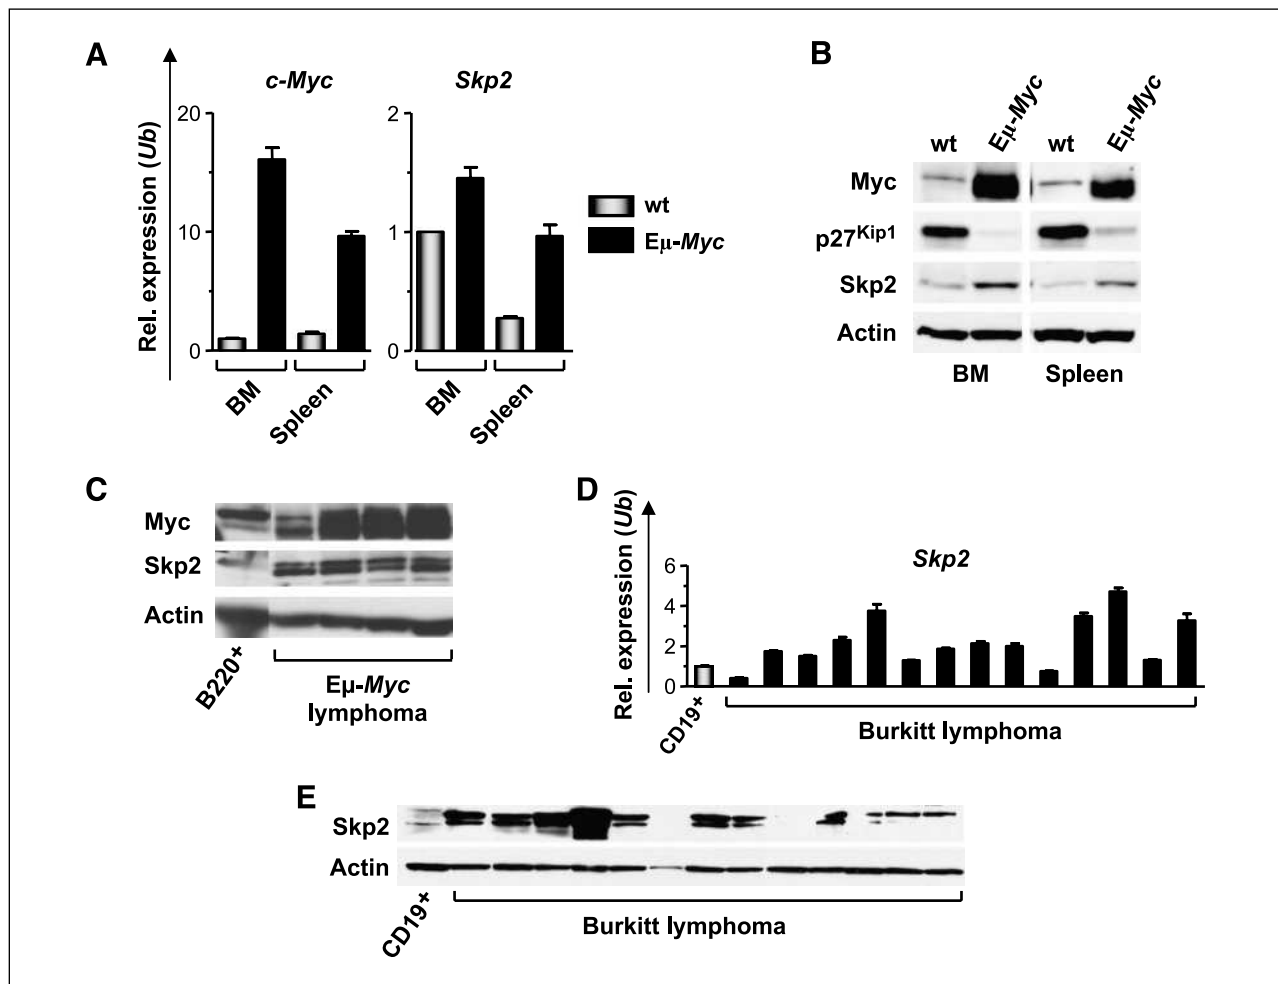 A
c-Myc
Skp2
Rel. expression (Ub)
20
10
0
2
1
0
BM
Spleen
BM
Spleen
wt
Eμ-Myc
B
wt
Eμ-Myc
wt
Eμ-Myc
Myc
p27Kip1
Skp2
Actin
BM
Spleen
C
Myc
Skp2
Actin
B220+
Eμ-Myc
lymphoma
D
Rel. expression (Ub)
Skp2
6
4
2
0
CD19+
Burkitt lymphoma
E
Skp2
Actin
CD19+
Burkitt lymphoma